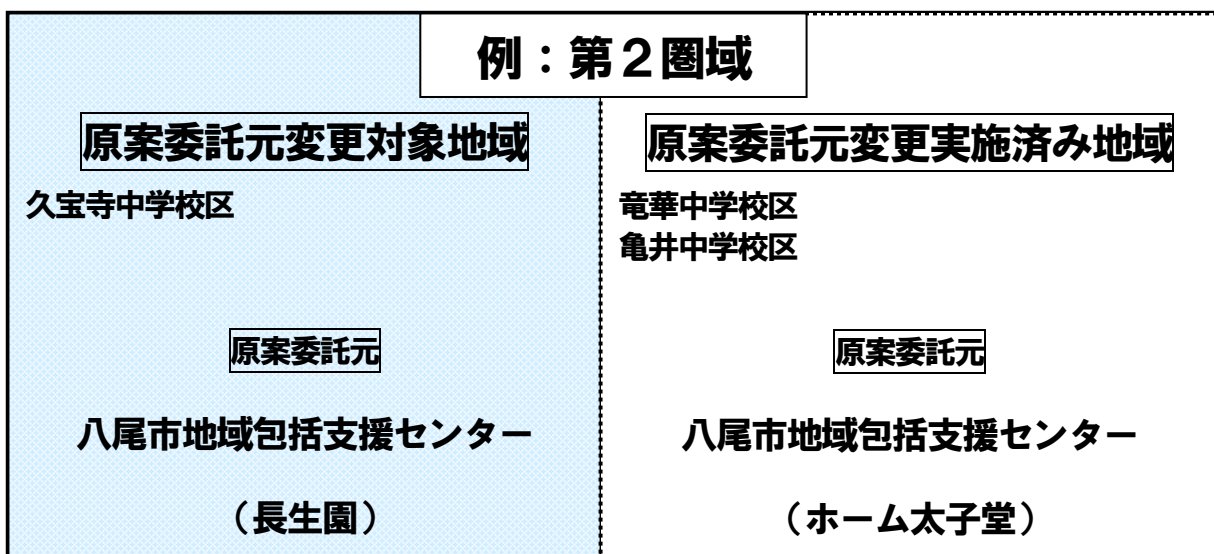 例：第２圏域
原案委託元変更対象地域
久宝寺中学校区
原案委託元
八尾市地域包括支援センター
（長生園）
原案委託元変更実施済み地域
竜華中学校区
亀井中学校区
原案委託元
八尾市地域包括支援センター
（ホーム太子堂）